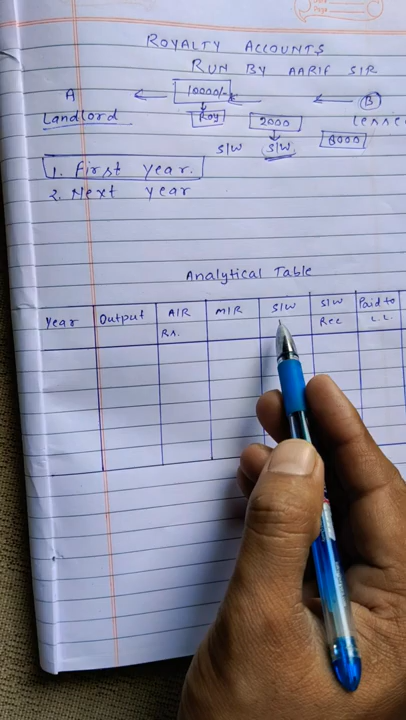 ROYALTY ACCOUNTS
RUN BY AARIF SIR
A ← 10000/- ← ← B
Landlord Roy 2000 Lessee
S/W S/W 8000
1. First year.
2. Next year
Analytical Table
Year Output A/R Rs. M/R S/W S/W Rec Paid to L.L.